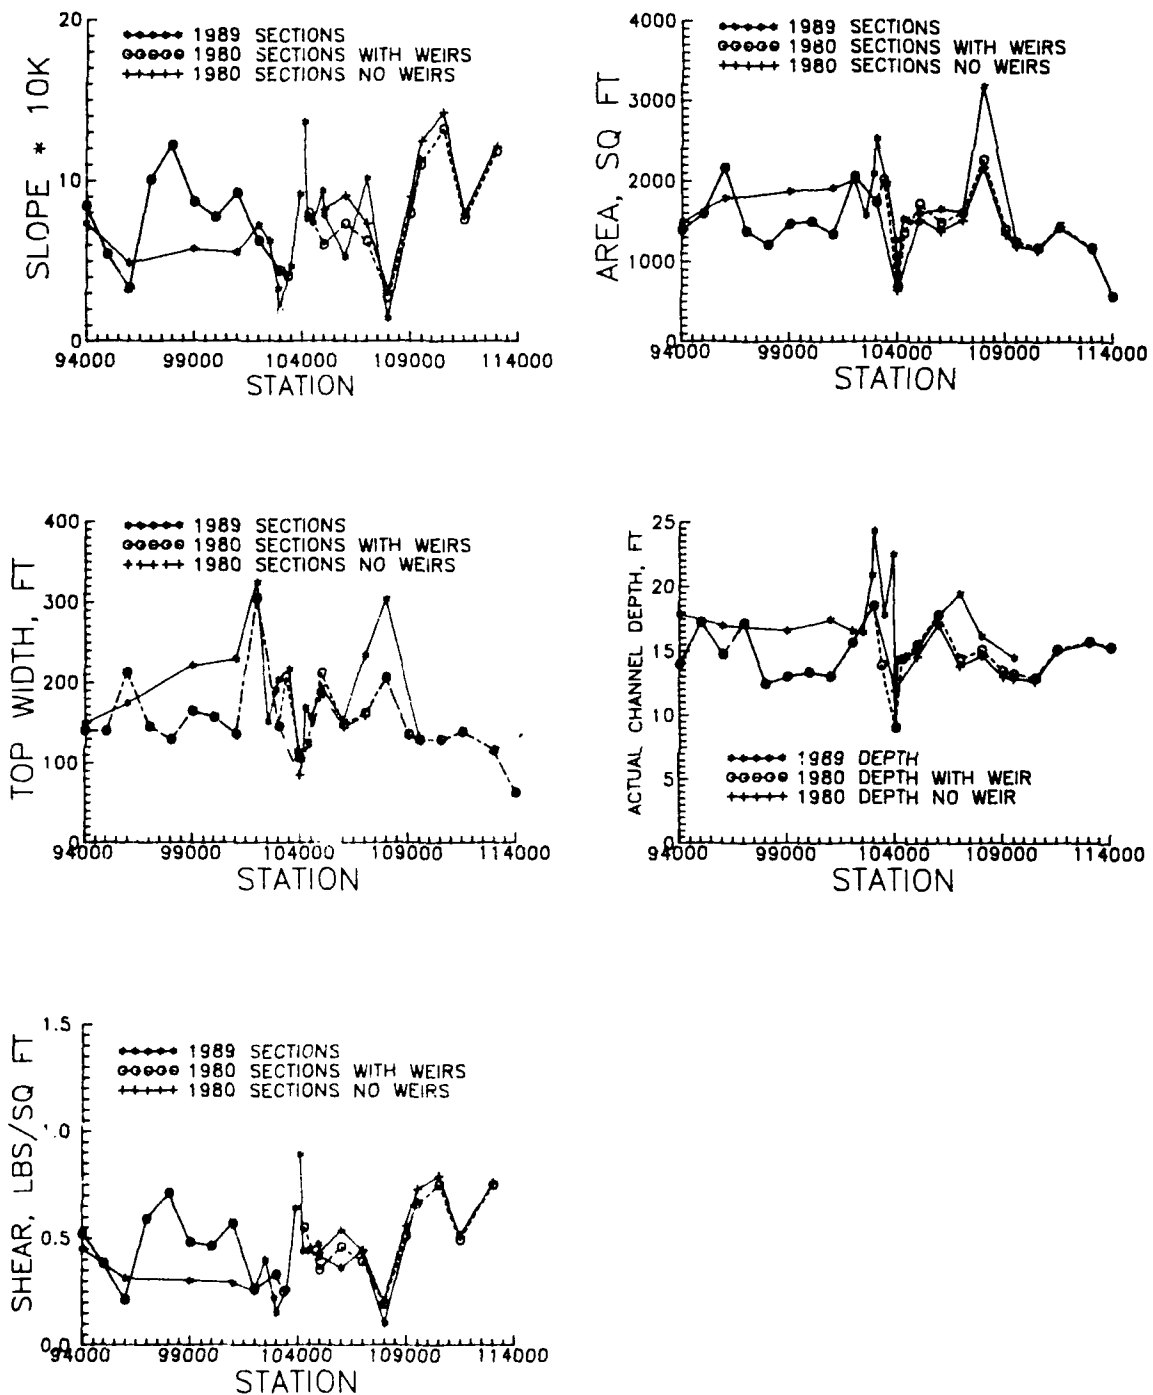 20
10
0
SLOPE * 10K
1989 SECTIONS
1980 SECTIONS WITH WEIRS
1980 SECTIONS NO WEIRS
94000 99000 104000 109000 114000
STATION
4000
3000
2000
1000
0
AREA, SQ FT
1989 SECTIONS
1980 SECTIONS WITH WEIRS
1980 SECTIONS NO WEIRS
94000 99000 104000 109000 114000
STATION
400
300
200
100
0
TOP WIDTH, FT
1989 SECTIONS
1980 SECTIONS WITH WEIRS
1980 SECTIONS NO WEIRS
94000 99000 104000 109000 114000
STATION
25
20
15
10
5
0
ACTUAL CHANNEL DEPTH, FT
1989 DEPTH
1980 DEPTH WITH WEIR
1980 DEPTH NO WEIR
94000 99000 104000 109000 114000
STATION
1.5
1.0
0.5
0.0
SHEAR, LBS/SQ FT
1989 SECTIONS
1980 SECTIONS WITH WEIRS
1980 SECTIONS NO WEIRS
94000 99000 104000 109000 114000
STATION